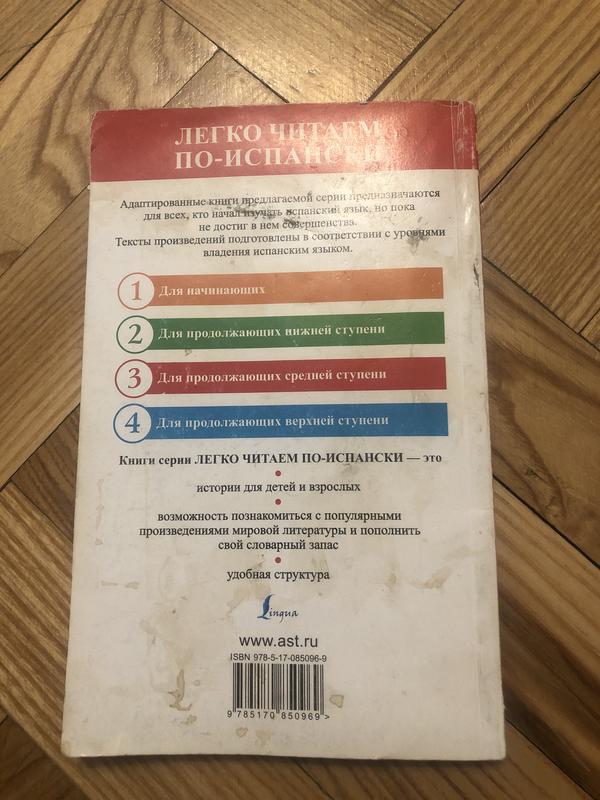 ЛЕГКО ЧИТАЕМ
ПО-ИСПАНСКИ
Адаптированные книги предлагаемой серии предназначаются
для всех, кто начал изучать испанский язык, но пока
не достиг в нем совершенства.
Тексты произведений подготовлены в соответствии с уровнями
владения испанским языком.
1 Для начинающих
2 Для продолжающих нижней ступени
3 Для продолжающих средней ступени
4 Для продолжающих верхней ступени
Книги серии ЛЕГКО ЧИТАЕМ ПО-ИСПАНСКИ — это
истории для детей и взрослых
возможность познакомиться с популярными
произведениями мировой литературы и пополнить
свой словарный запас
удобная структура
Lingua
www.ast.ru
ISBN 978-5-17-085096-9
9 785170 850969 >